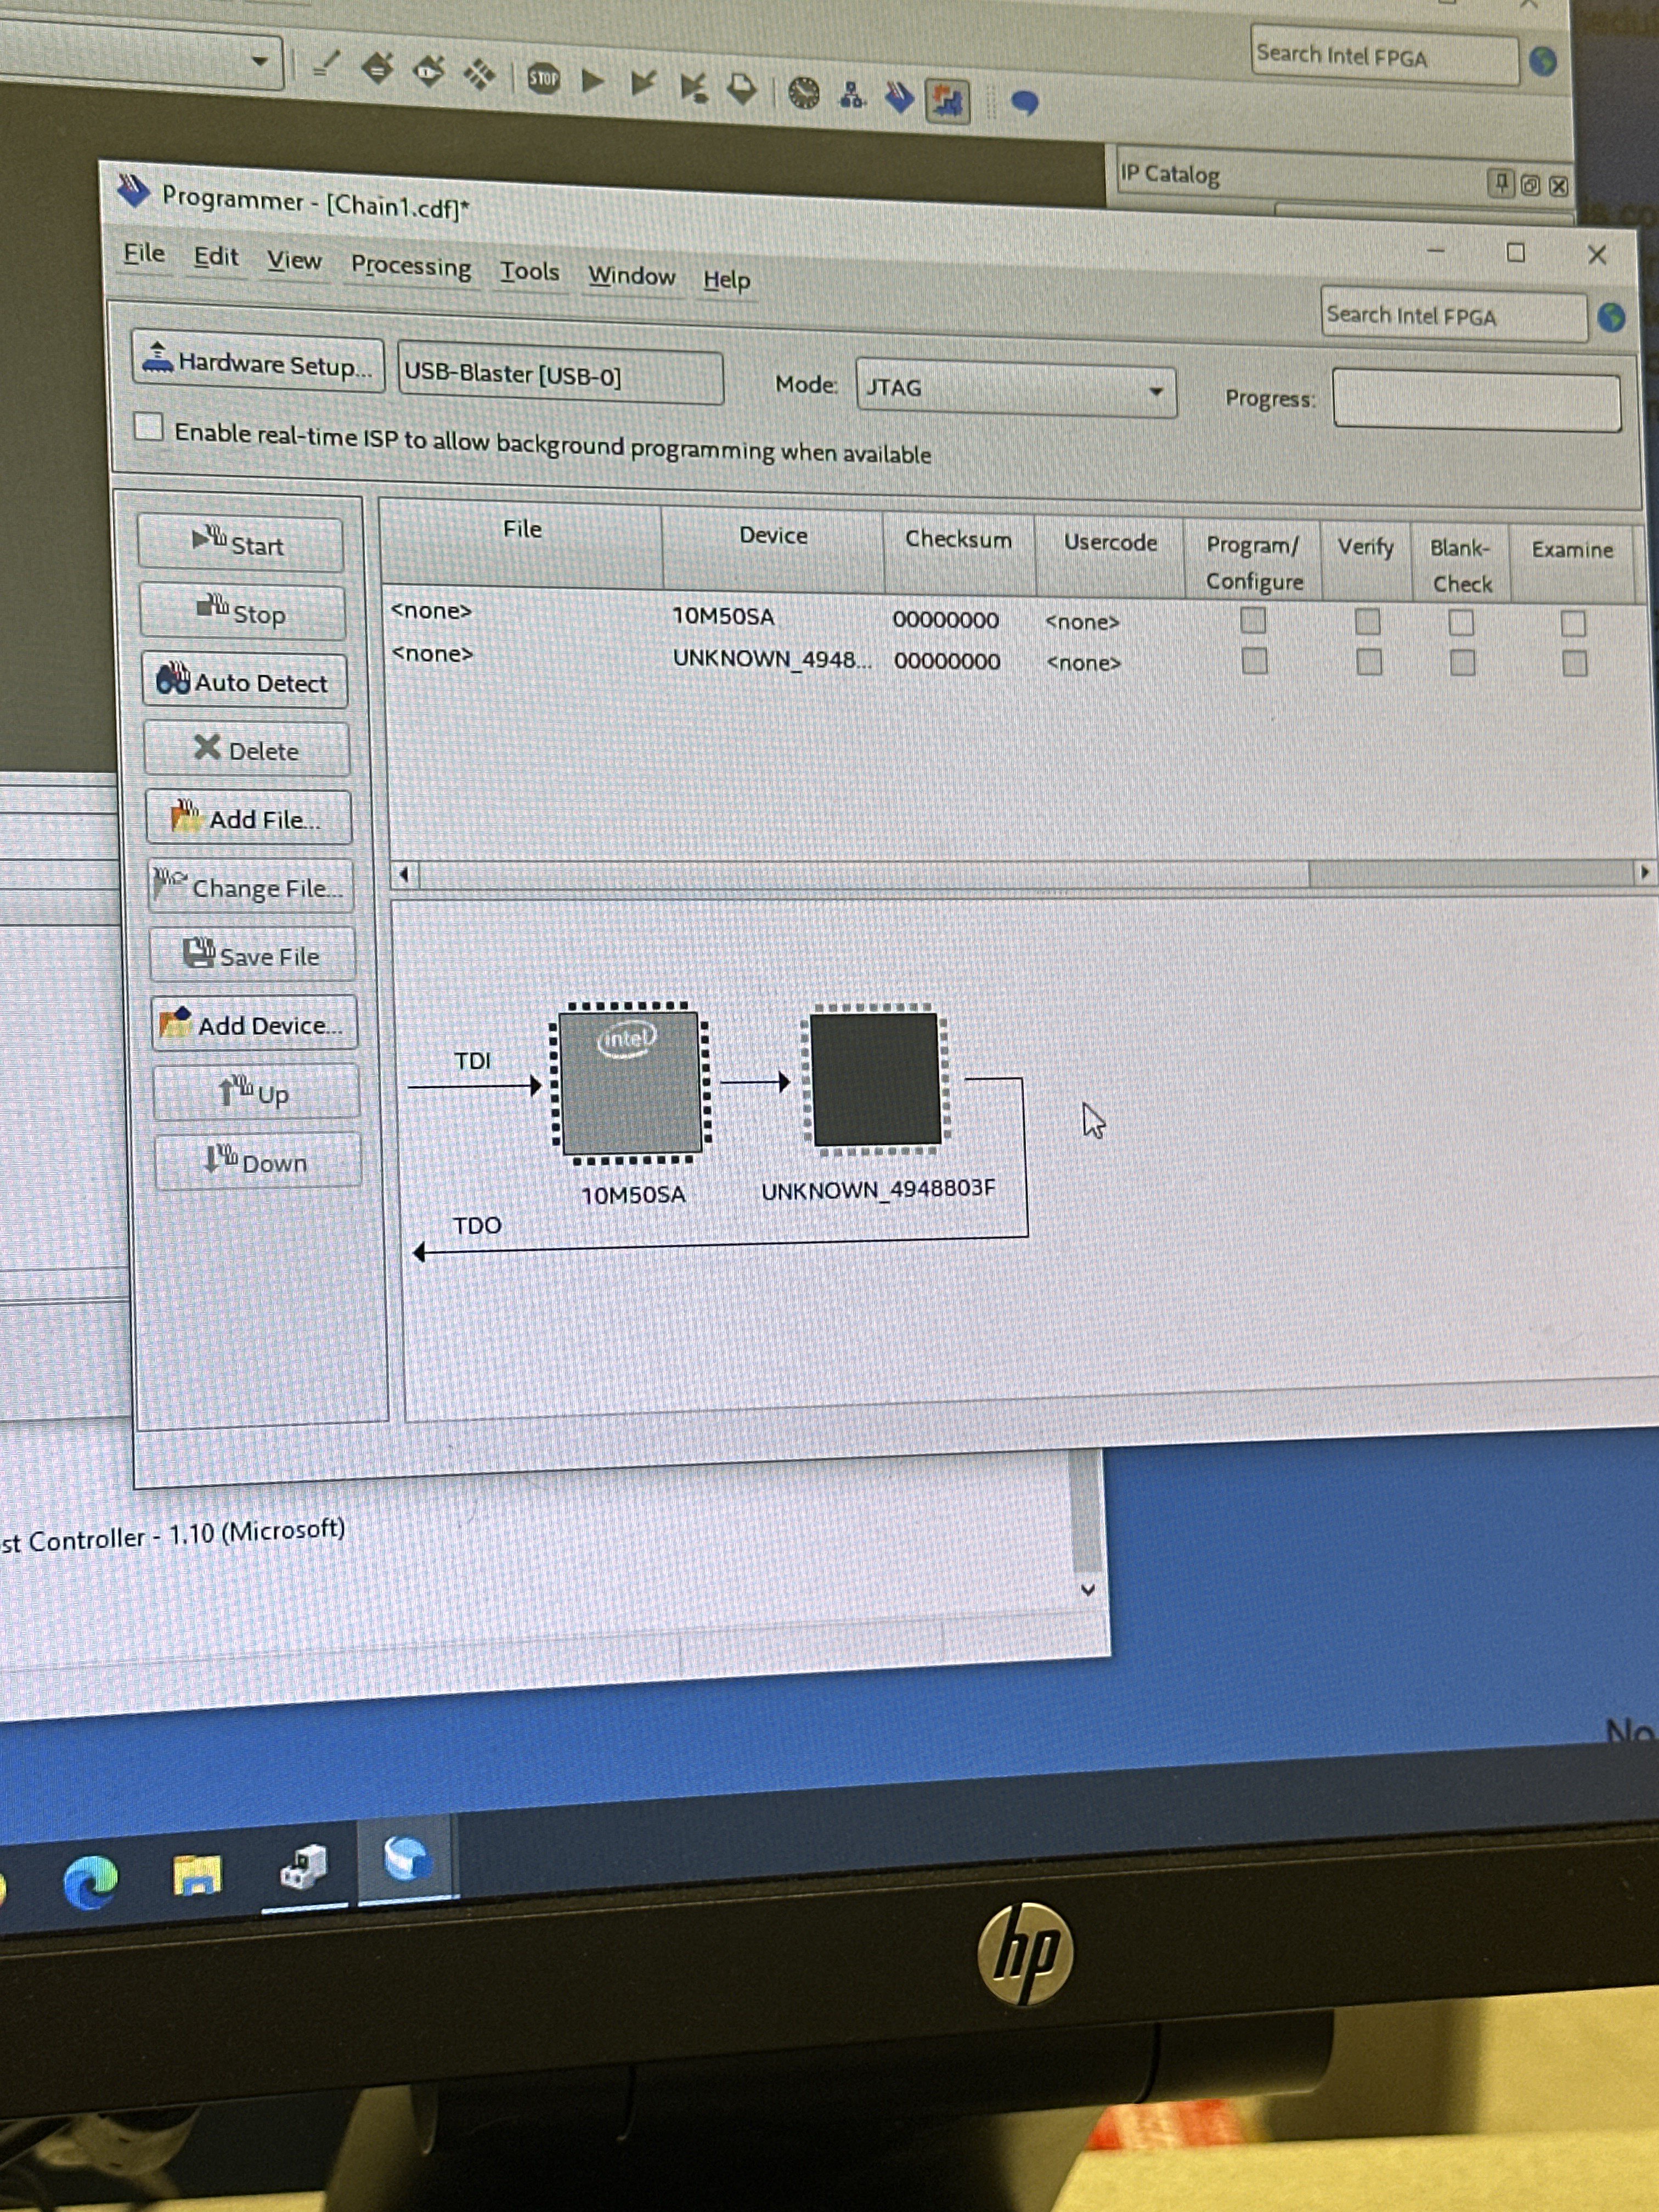 Search Intel FPGA
STOP
IP Catalog
Programmer - [Chain1.cdf]*
File Edit View Processing Tools Window Help
Search Intel FPGA
Hardware Setup... USB-Blaster [USB-0] Mode: JTAG Progress:
Enable real-time ISP to allow background programming when available
Start
Stop
Auto Detect
Delete
Add File...
Change File...
Save File
Add Device...
Up
Down
File Device Checksum Usercode Program/ Configure Verify Blank- Check Examine
<none> 10M50SA 00000000 <none>
<none> UNKNOWN_4948... 00000000 <none>
intel
TDI
10M50SA UNKNOWN_4948803F
TDO
st Controller - 1.10 (Microsoft)
No
hp